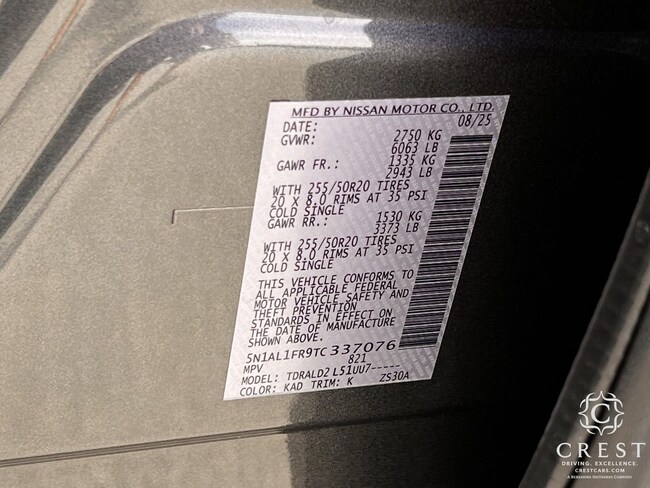 MFD BY NISSAN MOTOR CO., LTD.
DATE: 08/25
GVWR: 2750 KG
6063 LB
GAWR FR.: 1335 KG
2943 LB
WITH 255/50R20 TIRES
20 X 8.0 RIMS AT 35 PSI
COLD SINGLE
GAWR RR.: 1530 KG
3373 LB
WITH 255/50R20 TIRES
20 X 8.0 RIMS AT 35 PSI
COLD SINGLE
THIS VEHICLE CONFORMS TO
ALL APPLICABLE FEDERAL
MOTOR VEHICLE SAFETY AND
THEFT PREVENTION
STANDARDS IN EFFECT ON
THE DATE OF MANUFACTURE
SHOWN ABOVE.
5N1AL1FR9TC337076
MPV 821
MODEL: TDRALD2 L51UU7-----
COLOR: KAD TRIM: K ZS30A
C
CREST
DRIVING. EXCELLENCE.
CRESTCARS.COM
A BERKSHIRE HATHAWAY COMPANY